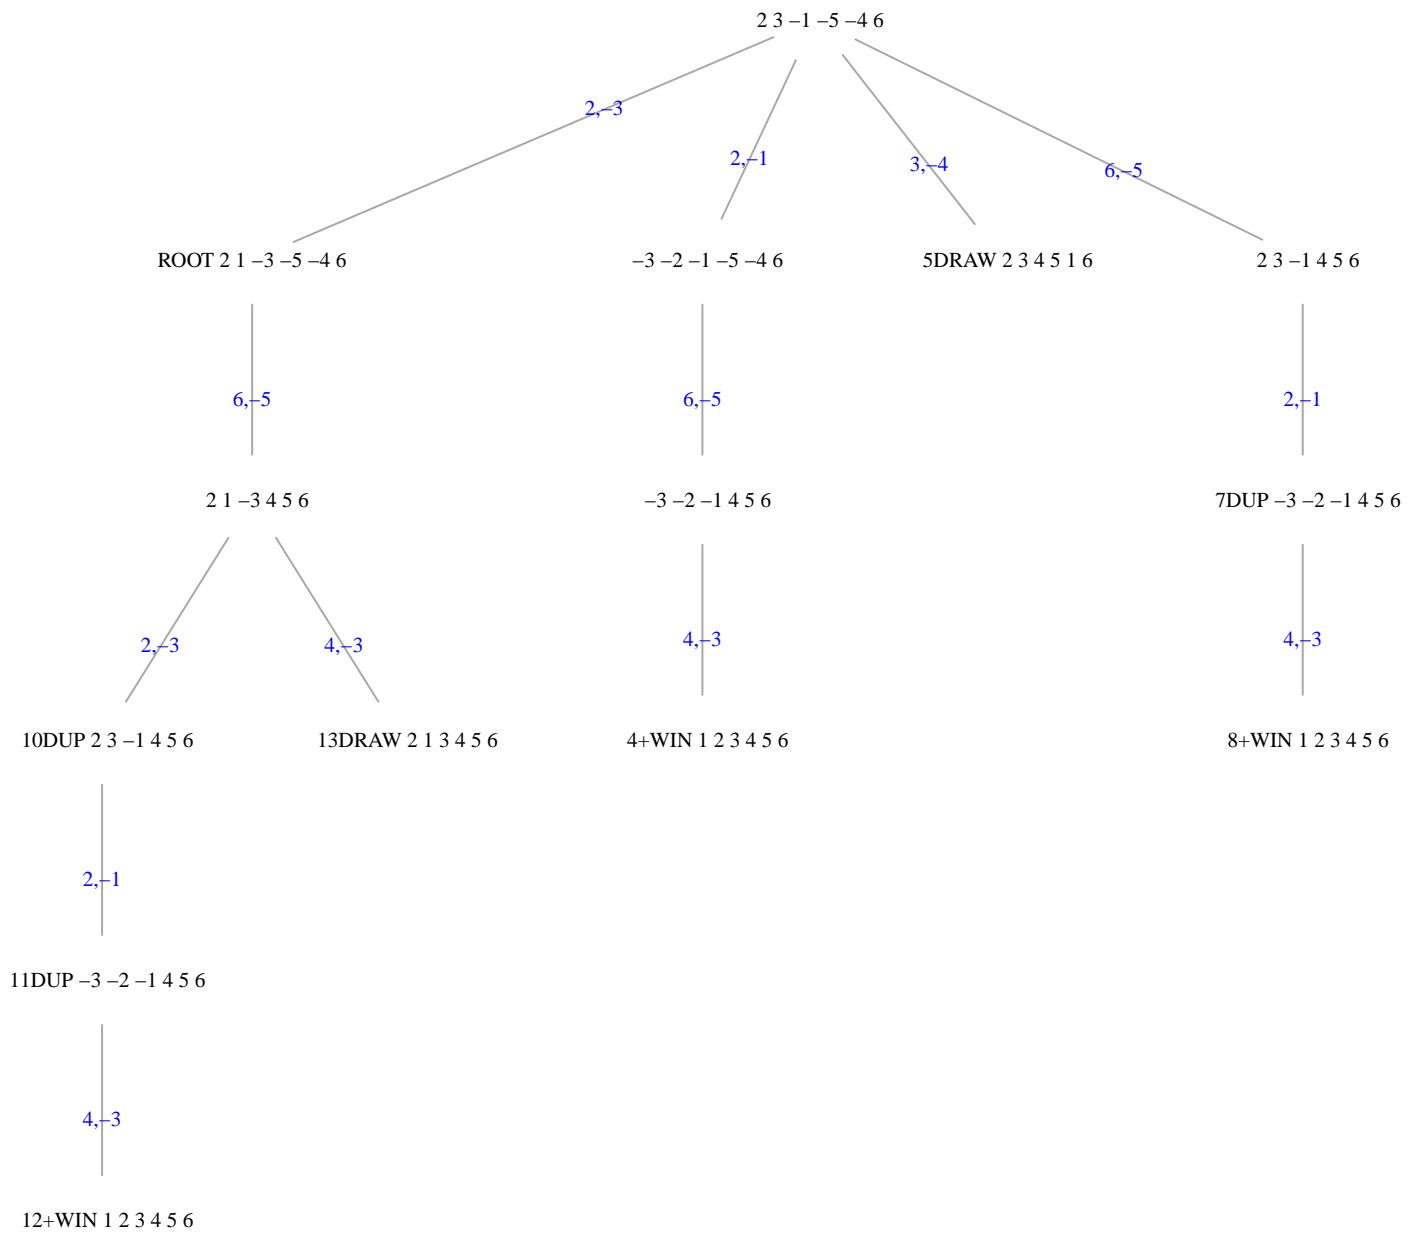 2 3 –1 –5 –4 6
2,–3
2,–1
3,–4
6,–5
ROOT 2 1 –3 –5 –4 6
–3 –2 –1 –5 –4 6
5DRAW 2 3 4 5 1 6
2 3 –1 4 5 6
6,–5
6,–5
2,–1
2 1 –3 4 5 6
–3 –2 –1 4 5 6
7DUP –3 –2 –1 4 5 6
2,–3
4,–3
4,–3
4,–3
10DUP 2 3 –1 4 5 6
13DRAW 2 1 3 4 5 6
4+WIN 1 2 3 4 5 6
8+WIN 1 2 3 4 5 6
2,–1
11DUP –3 –2 –1 4 5 6
4,–3
12+WIN 1 2 3 4 5 6